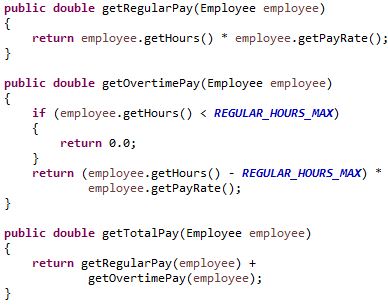 public double getRegularPay(Employee employee)
{
    return employee.getHours() * employee.getPayRate();
}
public double getOvertimePay(Employee employee)
{
    if (employee.getHours() < REGULAR_HOURS_MAX)
    {
        return 0.0;
    }
    return (employee.getHours() - REGULAR_HOURS_MAX) *
            employee.getPayRate();
}
public double getTotalPay(Employee employee)
{
    return getRegularPay(employee) +
            getOvertimePay(employee);
}